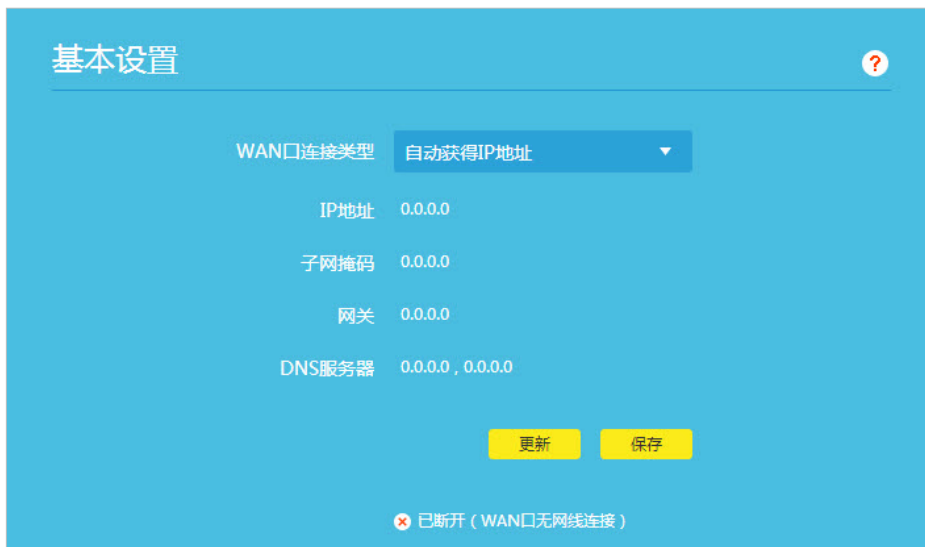 基本设置
?
WAN口连接类型 自动获得IP地址
IP地址 0.0.0.0
子网掩码 0.0.0.0
网关 0.0.0.0
DNS服务器 0.0.0.0 , 0.0.0.0
更新 保存
已断开（WAN口无网线连接）